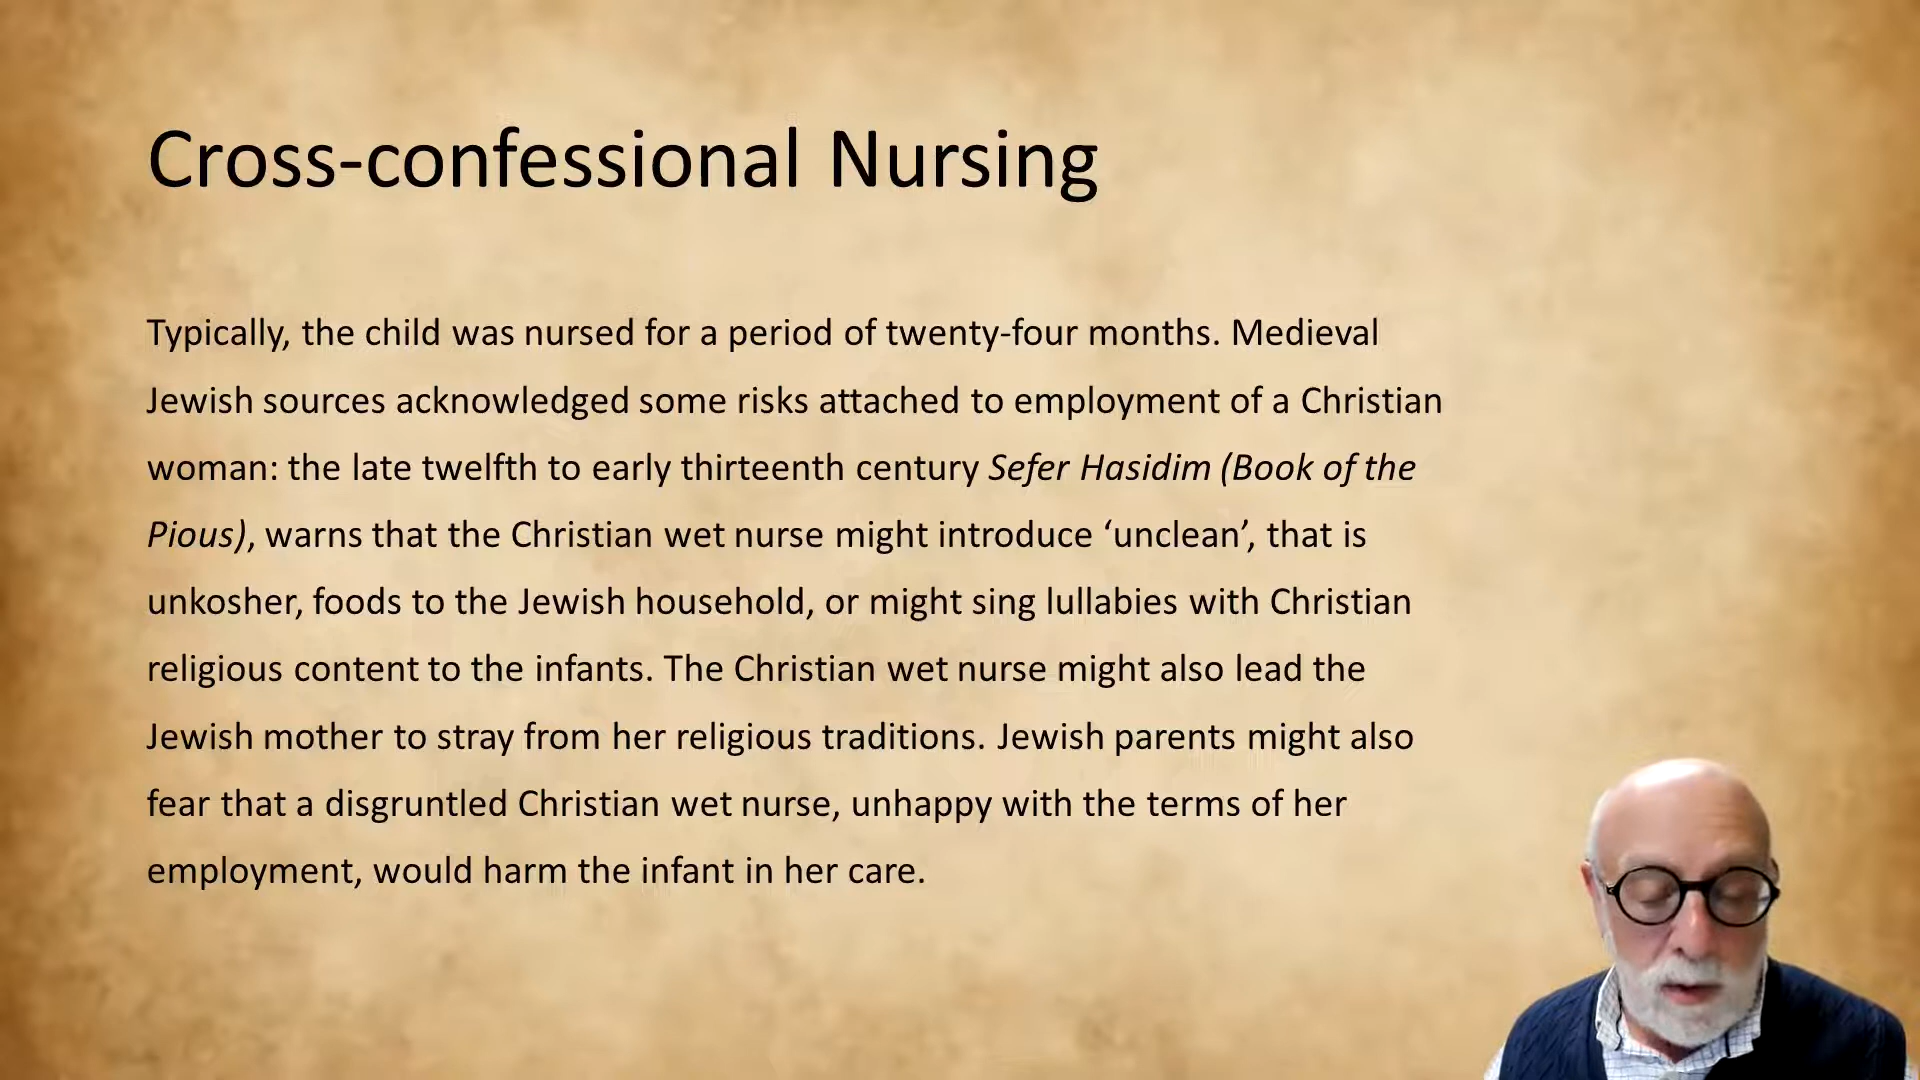 Cross-confessional Nursing
Typically, the child was nursed for a period of twenty-four months. Medieval
Jewish sources acknowledged some risks attached to employment of a Christian
woman: the late twelfth to early thirteenth century Sefer Hasidim (Book of the
Pious), warns that the Christian wet nurse might introduce ‘unclean’, that is
unkosher, foods to the Jewish household, or might sing lullabies with Christian
religious content to the infants. The Christian wet nurse might also lead the
Jewish mother to stray from her religious traditions. Jewish parents might also
fear that a disgruntled Christian wet nurse, unhappy with the terms of her
employment, would harm the infant in her care.